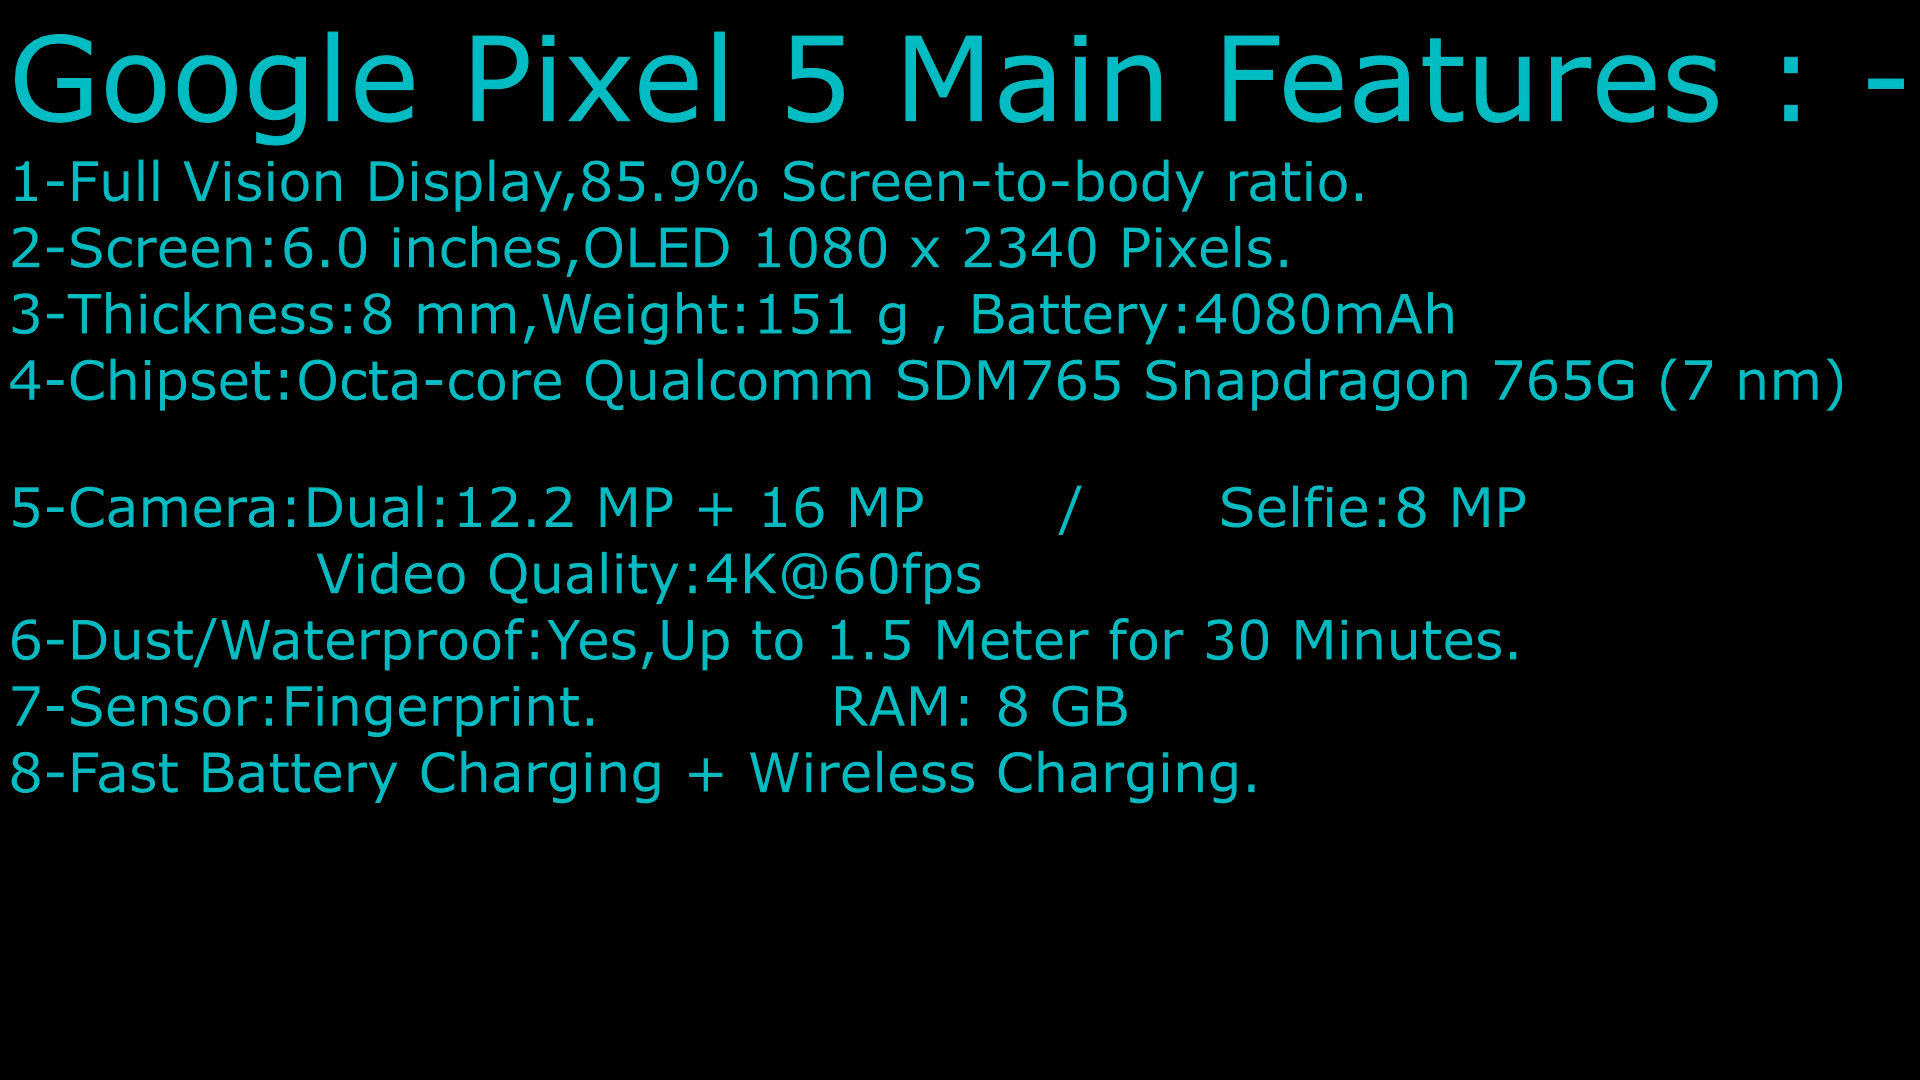 Google Pixel 5 Main Features : -
1-Full Vision Display,85.9% Screen-to-body ratio.
2-Screen:6.0 inches,OLED 1080 x 2340 Pixels.
3-Thickness:8 mm,Weight:151 g , Battery:4080mAh
4-Chipset:Octa-core Qualcomm SDM765 Snapdragon 765G (7 nm)
5-Camera:Dual:12.2 MP + 16 MP / Selfie:8 MP
Video Quality:4K@60fps
6-Dust/Waterproof:Yes,Up to 1.5 Meter for 30 Minutes.
7-Sensor:Fingerprint. RAM: 8 GB
8-Fast Battery Charging + Wireless Charging.